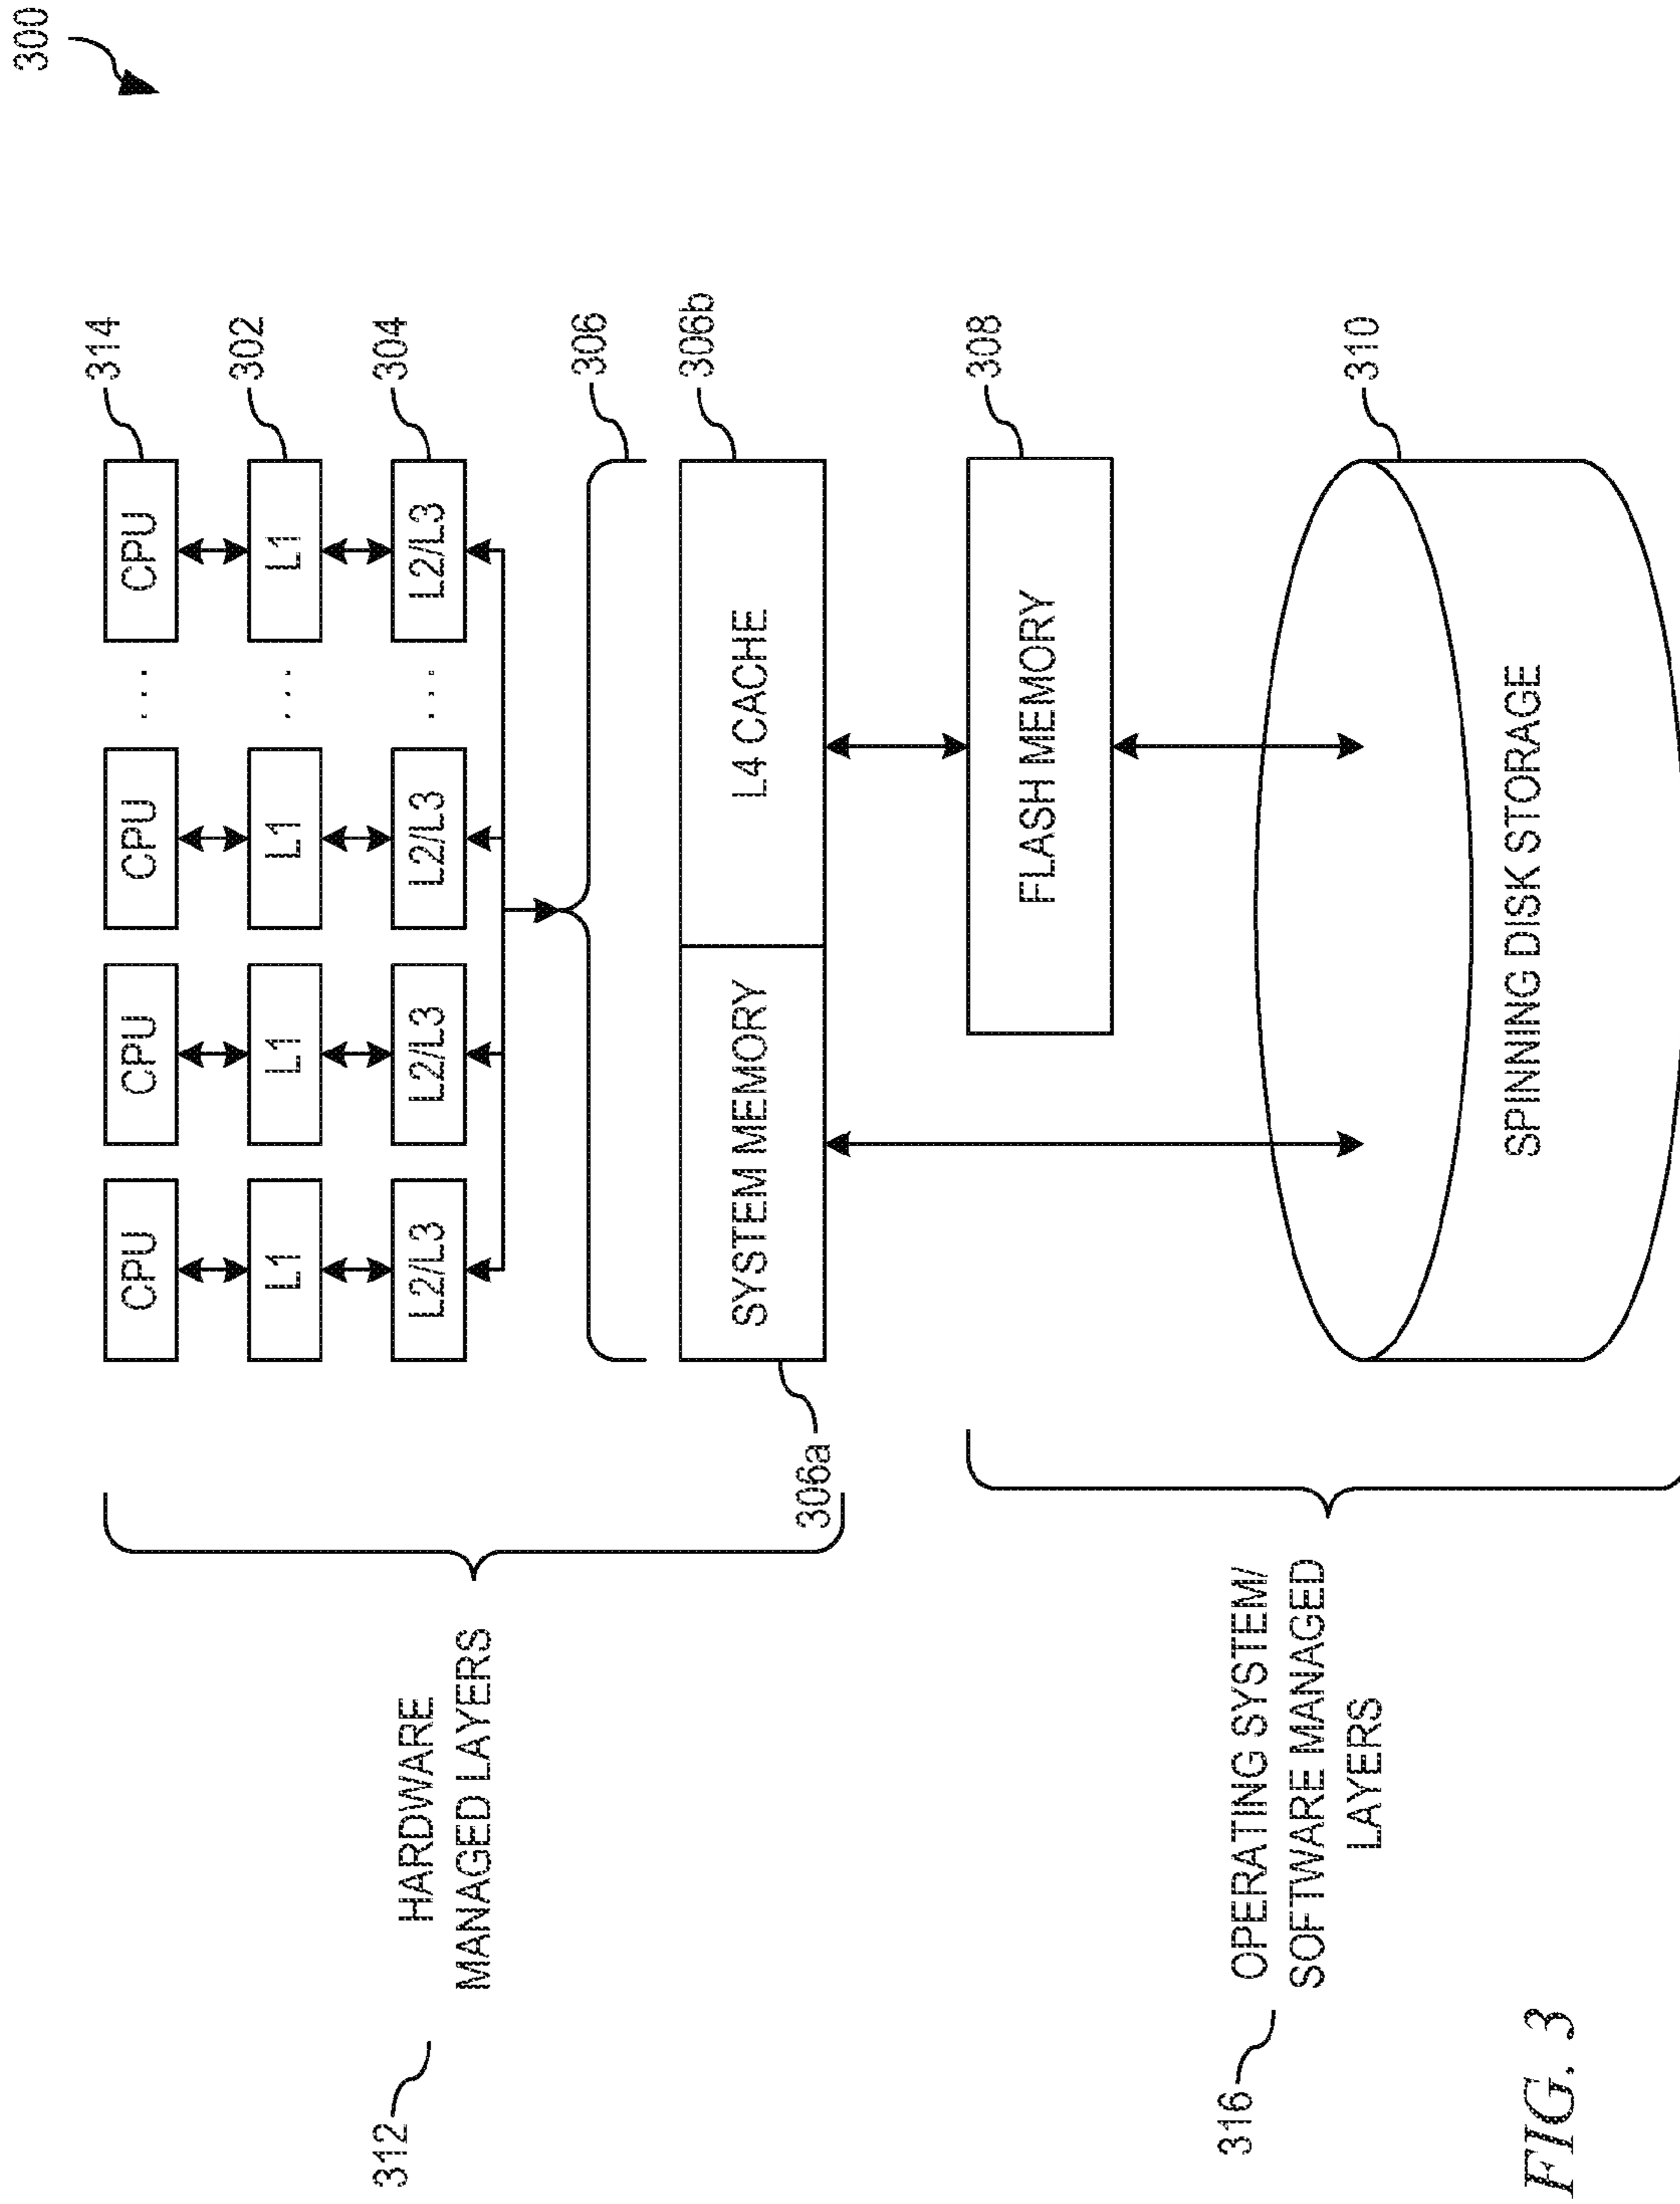 300
CPU CPU CPU ... CPU 314
L1 L1 L1 ... L1 302
L2/L3 L2/L3 L2/L3 ... L2/L3 304
306
312
HARDWARE
MANAGED LAYERS
SYSTEM MEMORY L4 CACHE 306b
306a
FLASH MEMORY 308
316
OPERATING SYSTEM/
SOFTWARE MANAGED
LAYERS
310
SPINNING DISK STORAGE
FIG. 3